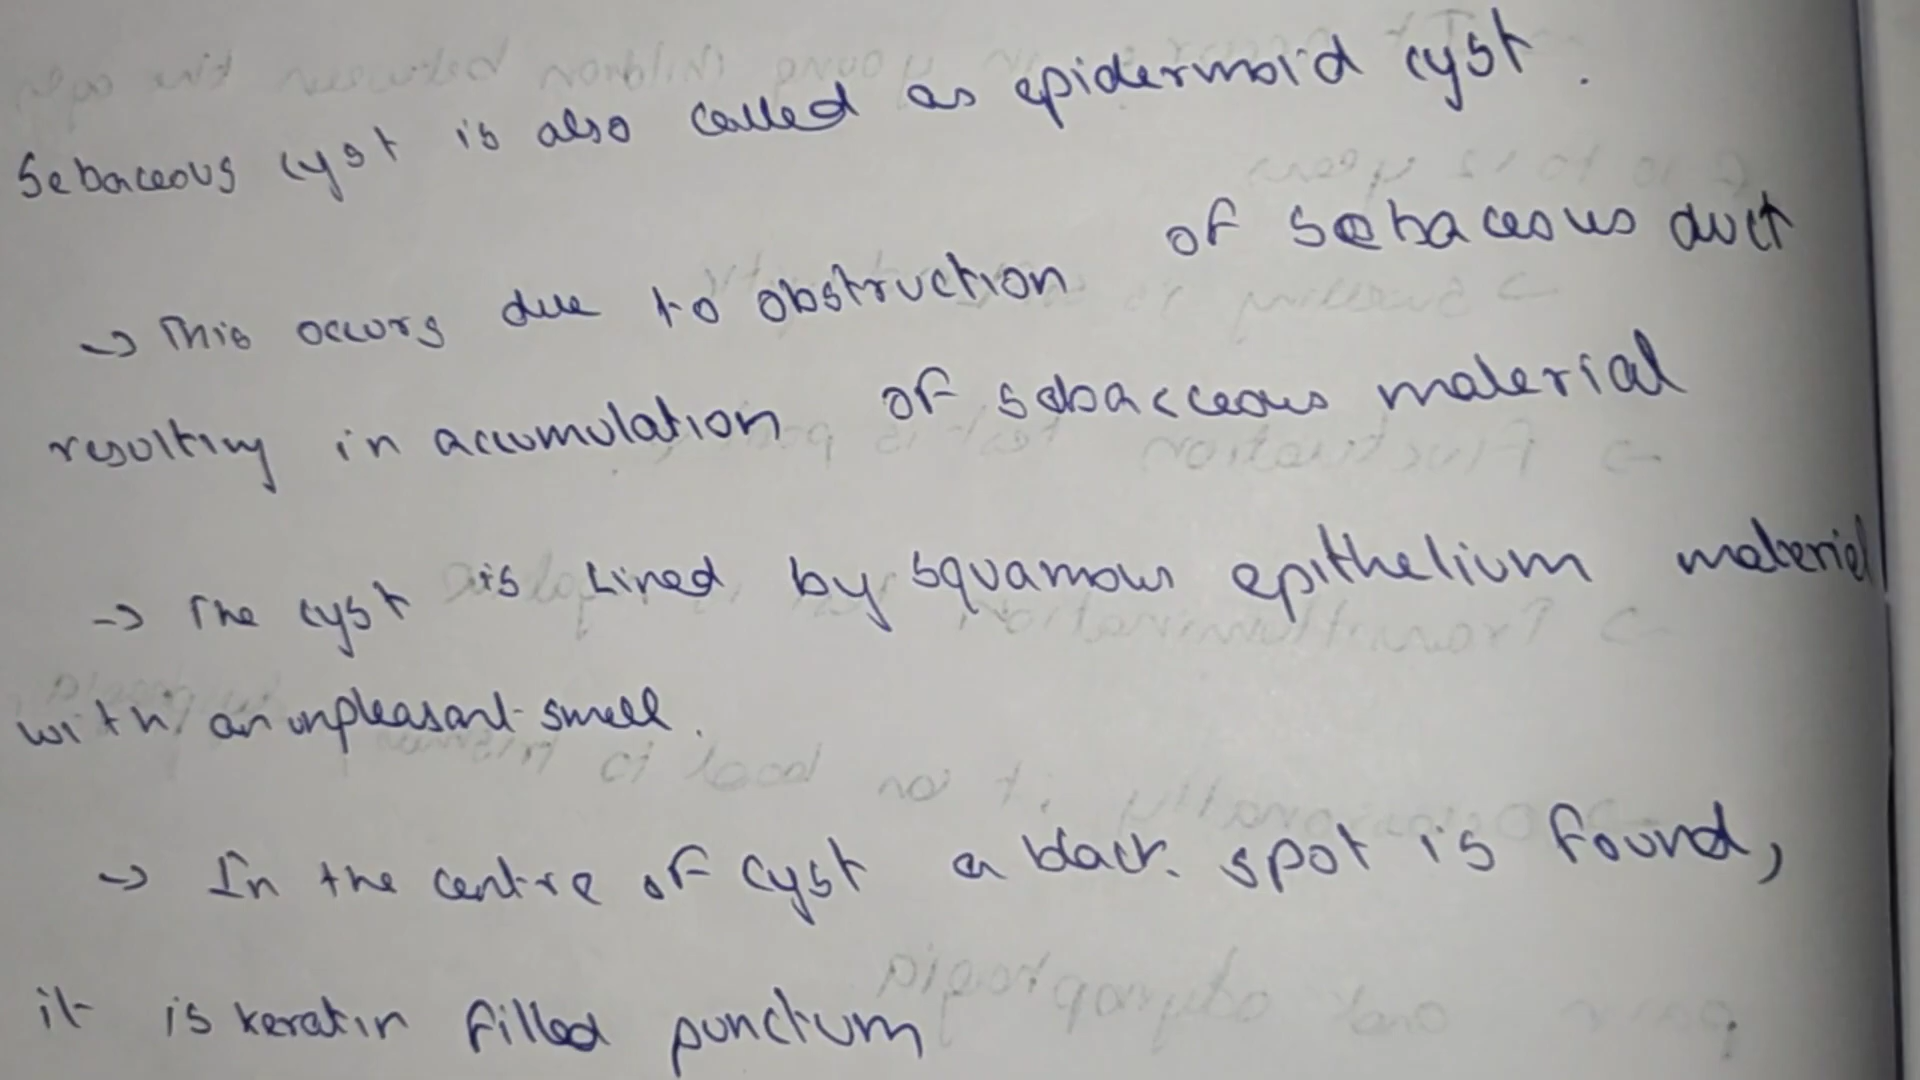 Sebaceous cyst is also called as epidermoid cyst.
→ This occurs due to obstruction of sebaceous duct
resulting in accumulation of sebacceous material
→ The cyst is Lined by squamous epithelium material
with an unpleasant smell.
→ In the centre of cyst a black spot is found,
it is keratin filled punctum